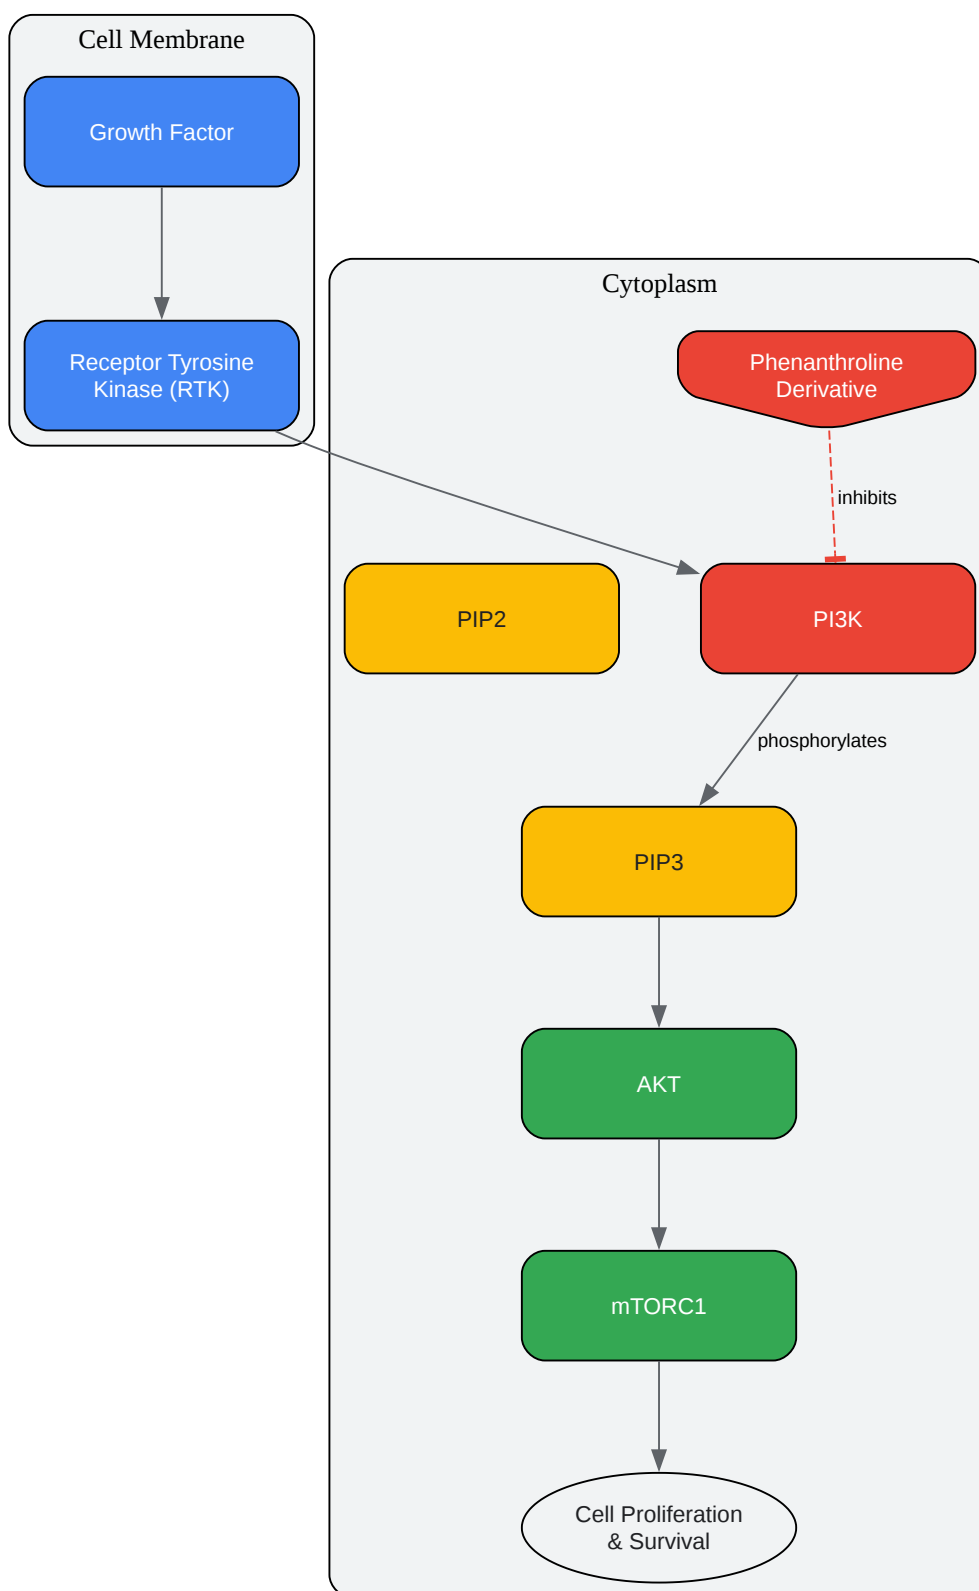 Cell Membrane
Growth Factor
Receptor Tyrosine
Kinase (RTK)
Cytoplasm
Phenanthroline
Derivative
inhibits
PIP2
PI3K
phosphorylates
PIP3
AKT
mTORC1
Cell Proliferation
& Survival